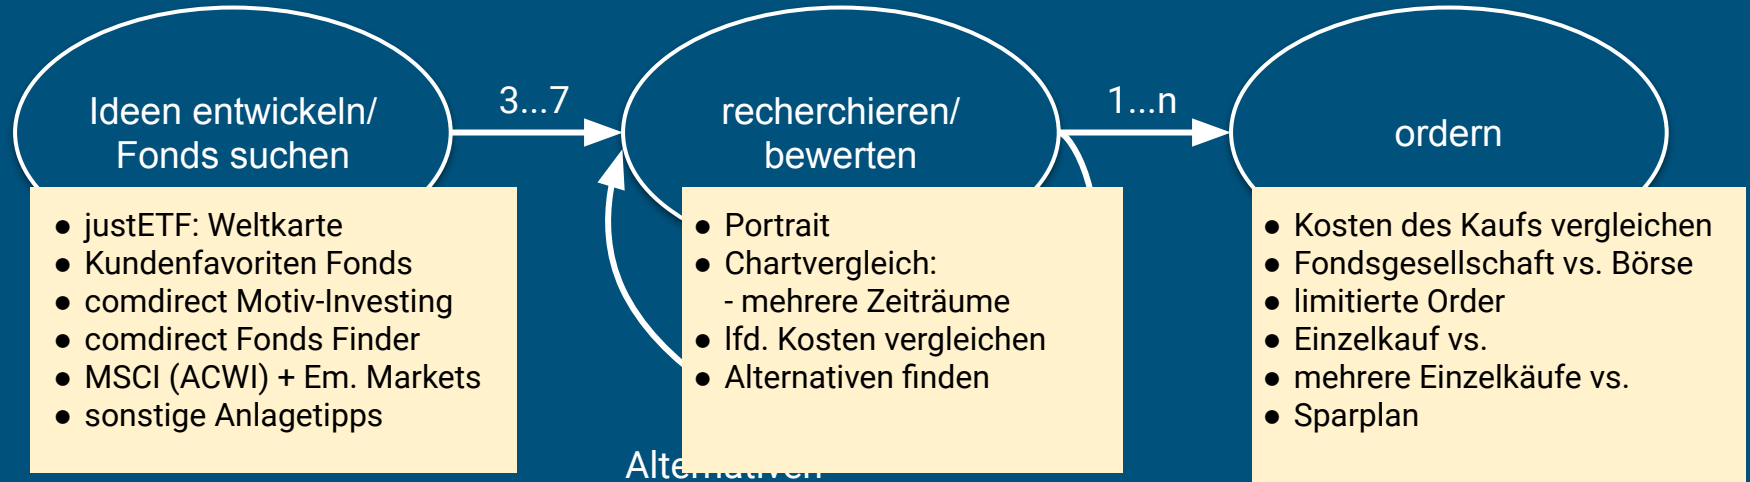 Ideen entwickeln/
Fonds suchen
3...7
recherchieren/
bewerten
1...n
ordern
● justETF: Weltkarte
● Kundenfavoriten Fonds
● comdirect Motiv-Investing
● comdirect Fonds Finder
● MSCI (ACWI) + Em. Markets
● sonstige Anlagetipps
● Portrait
● Chartvergleich:
- mehrere Zeiträume
● lfd. Kosten vergleichen
● Alternativen finden
● Kosten des Kaufs vergleichen
● Fondsgesellschaft vs. Börse
● limitierte Order
● Einzelkauf vs.
● mehrere Einzelkäufe vs.
● Sparplan
Alternativen